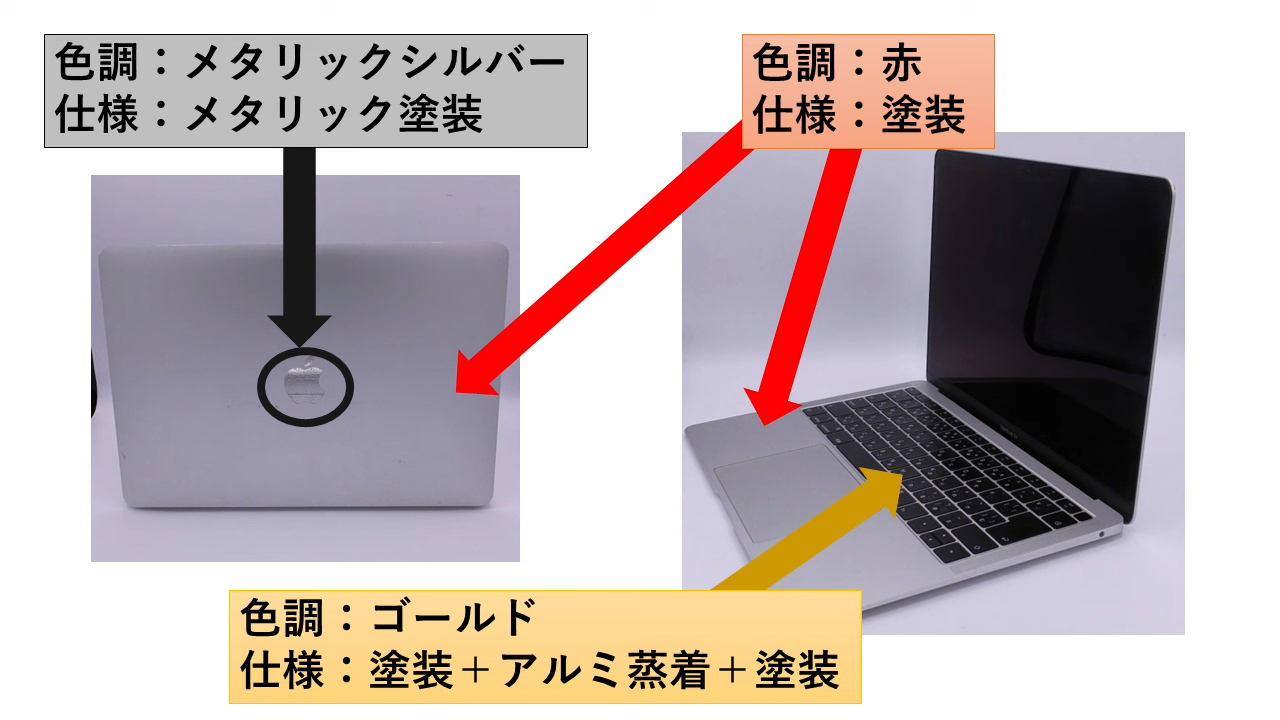 色調：メタリックシルバー
仕様：メタリック塗装
色調：赤
仕様：塗装
色調：ゴールド
仕様：塗装＋アルミ蒸着＋塗装